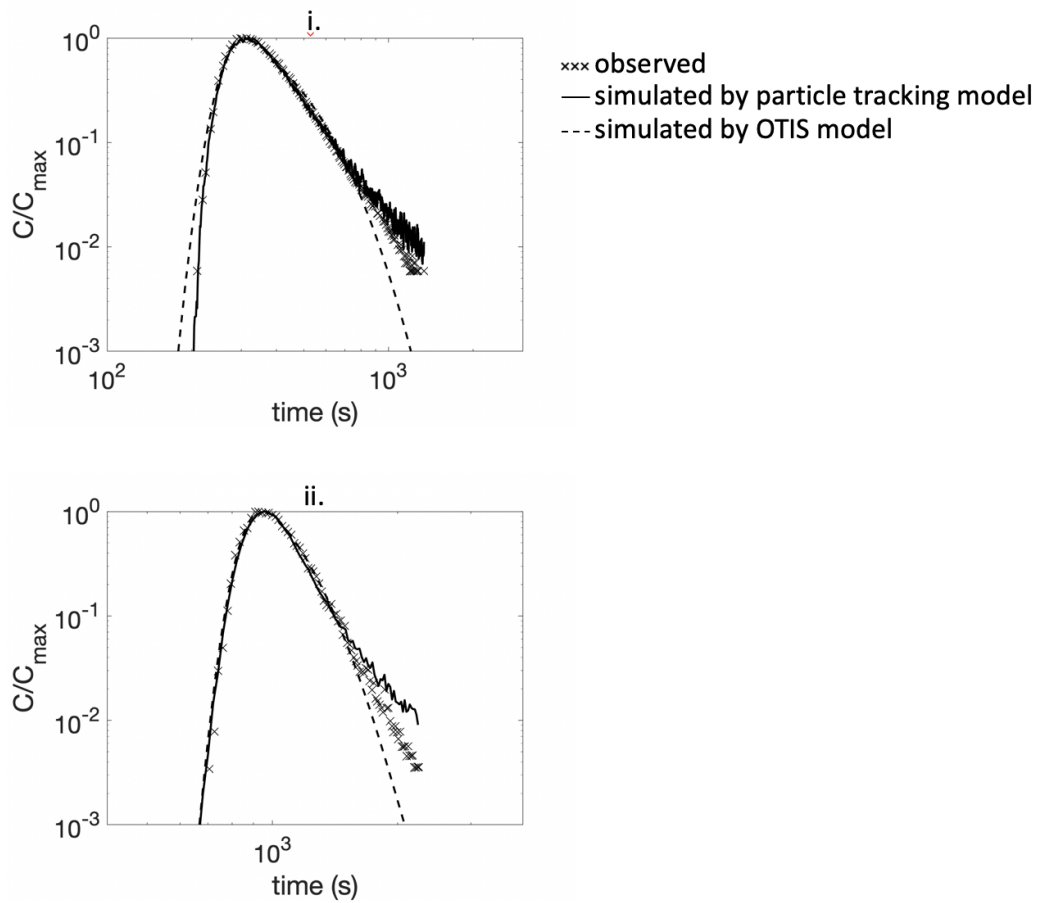 i.
10^0
10^-1
10^-2
10^-3
C/C_max
10^2
10^3
time (s)
××× observed
— simulated by particle tracking model
---- simulated by OTIS model
ii.
10^0
10^-1
10^-2
10^-3
C/C_max
10^3
time (s)